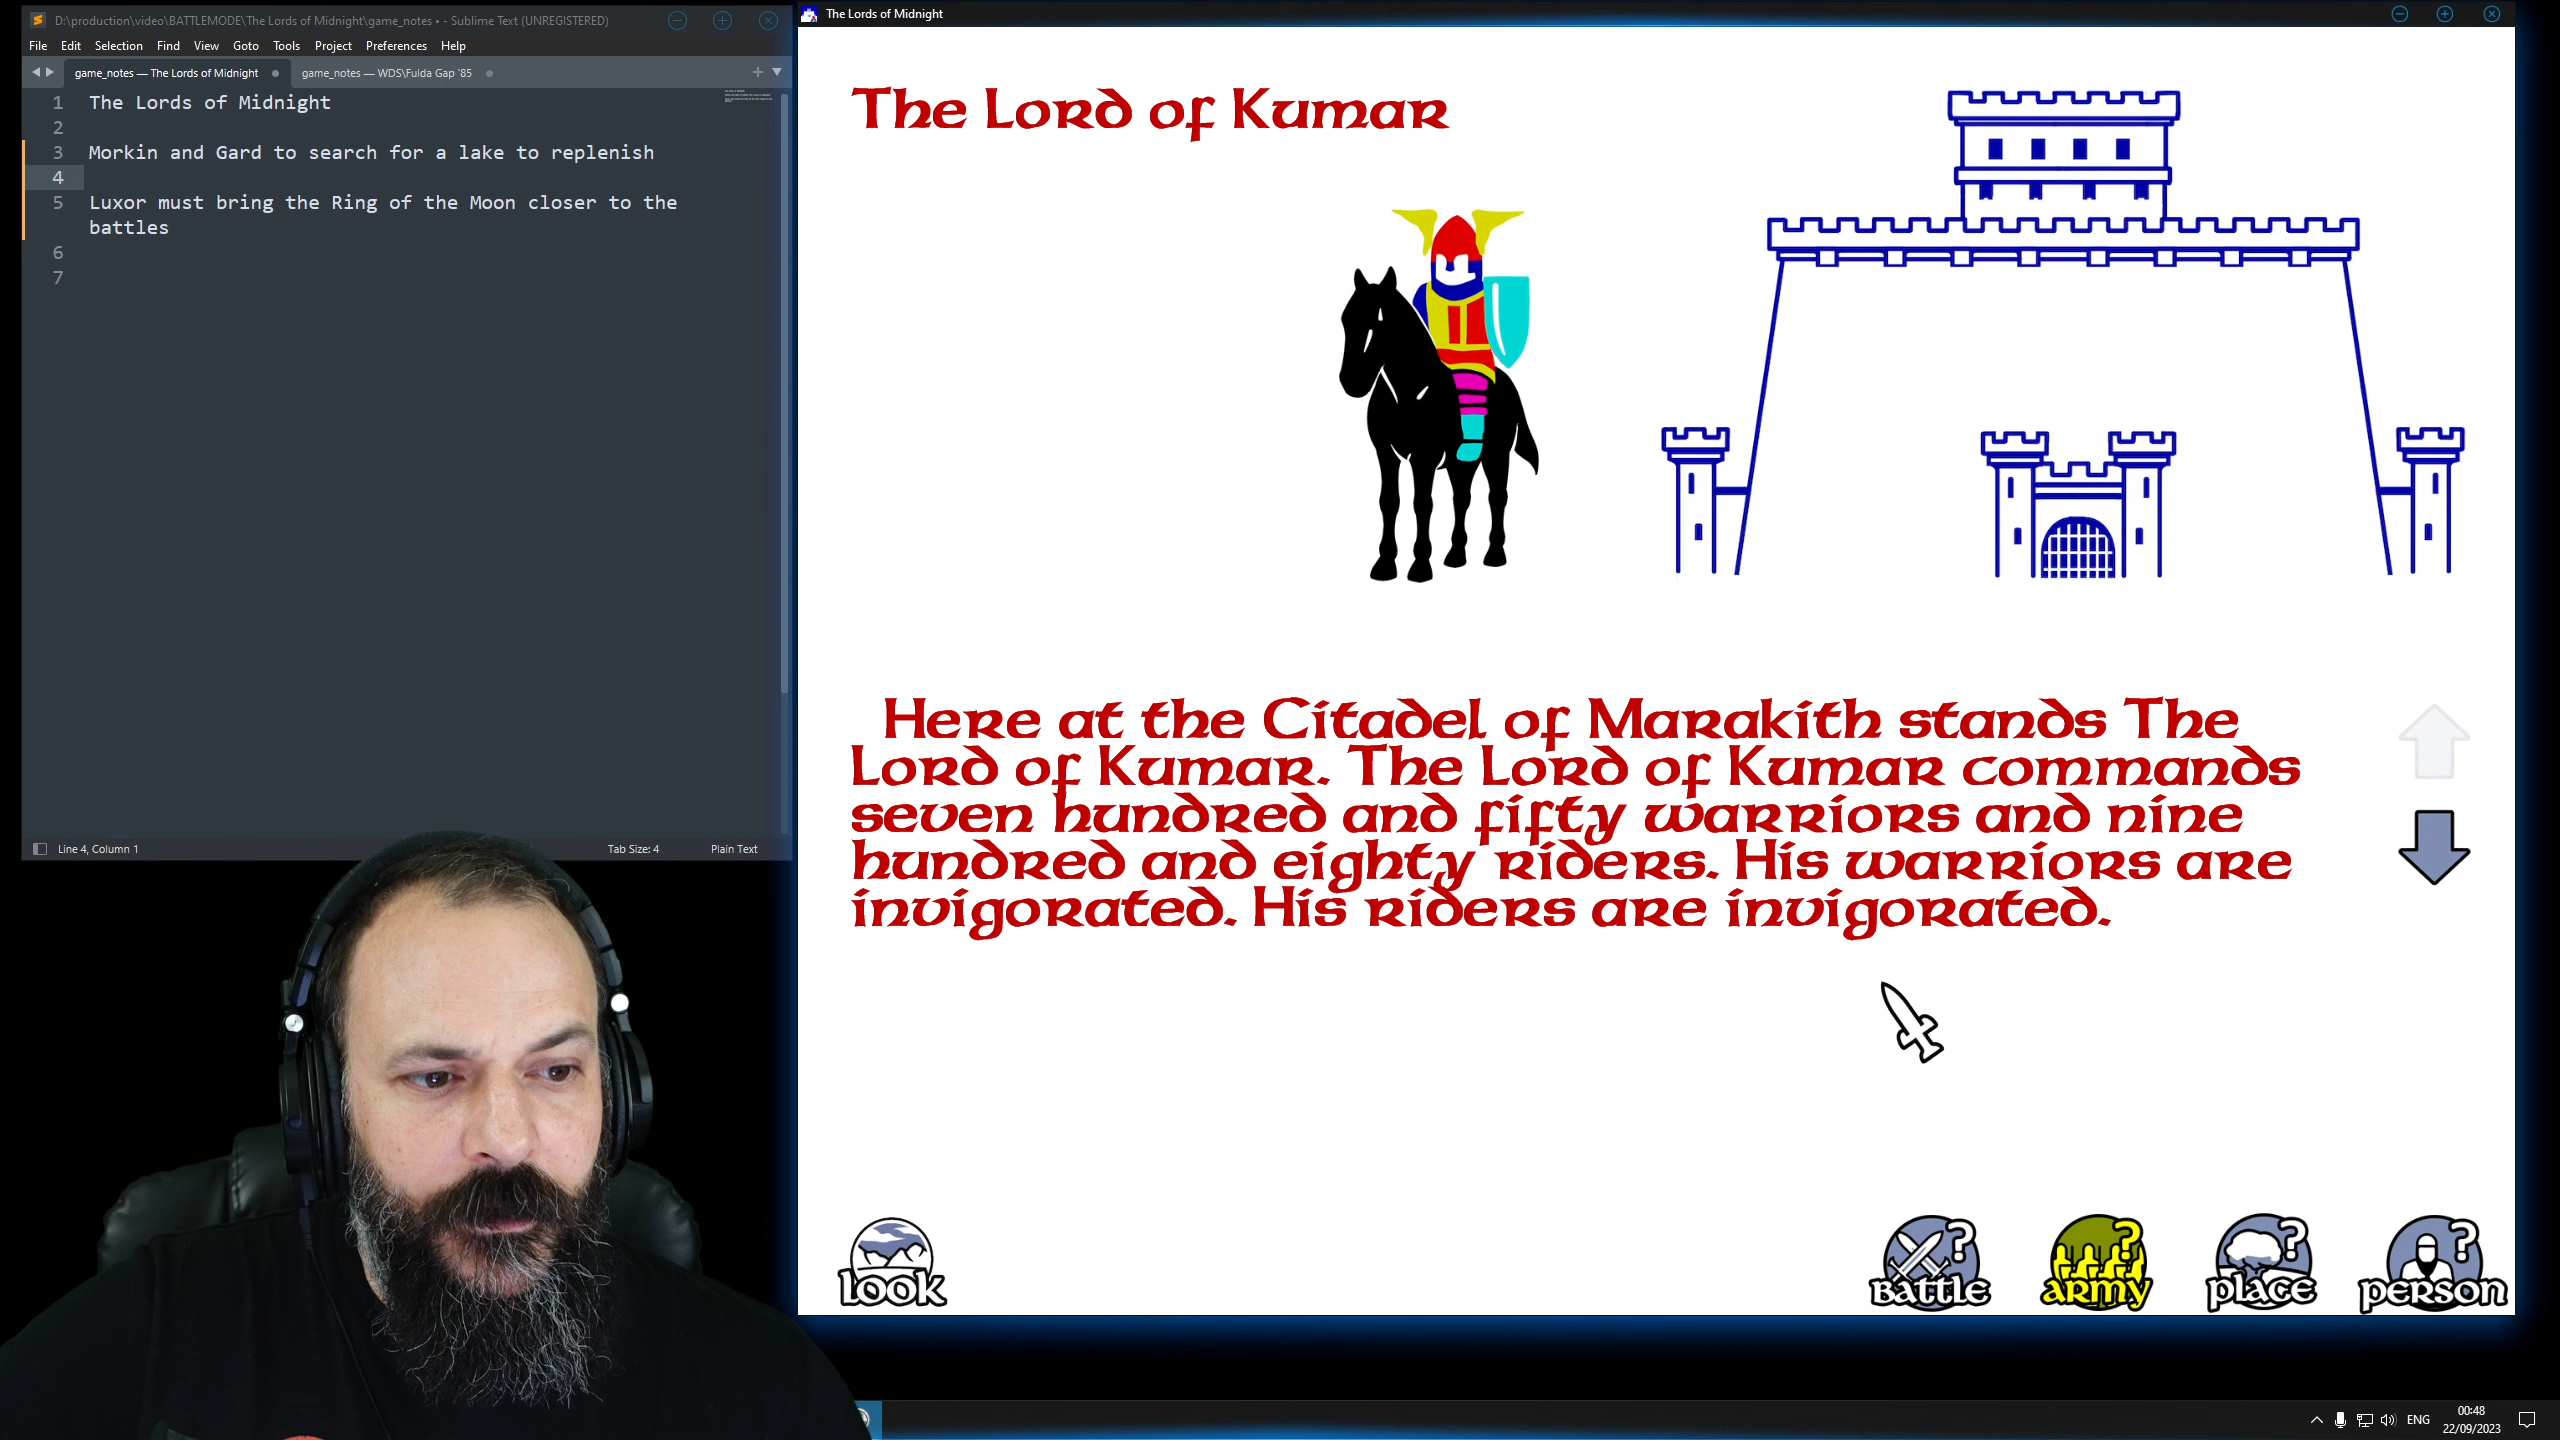 D:\production\video\BATTLEMODE\The Lords of Midnight\game_notes • - Sublime Text (UNREGISTERED)
File Edit Selection Find View Goto Tools Project Preferences Help
game_notes — The Lords of Midnight
game_notes — WDS\Fulda Gap '85
1 The Lords of Midnight
2
3 Morkin and Gard to search for a lake to replenish
4
5 Luxor must bring the Ring of the Moon closer to the
battles
6
7
Line 4, Column 1
Tab Size: 4
Plain Text
The Lords of Midnight
The Lord of Kumar
Here at the Citadel of Marakith stands The
Lord of Kumar. The Lord of Kumar commands
seven hundred and fifty warriors and nine
hundred and eighty riders. His warriors are
invigorated. His riders are invigorated.
LOOK
? BATTLE
? ARMY
? PLACE
? PERSON
ENG
00:48
22/09/2023